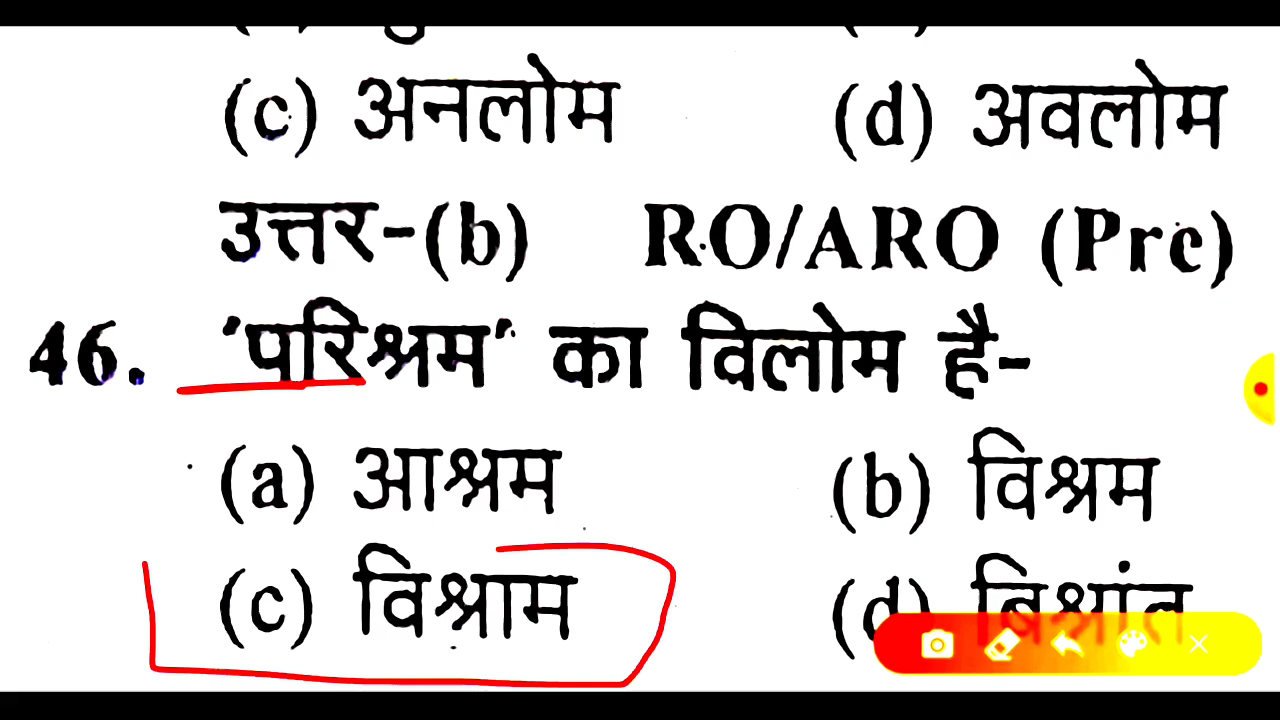 (c) अनलोम (d) अवलोम
उत्तर-(b) RO/ARO (Pre)
46. 'परिश्रम' का विलोम है-
(a) आश्रम (b) विश्रम
(c) विश्राम (d) विश्रांत